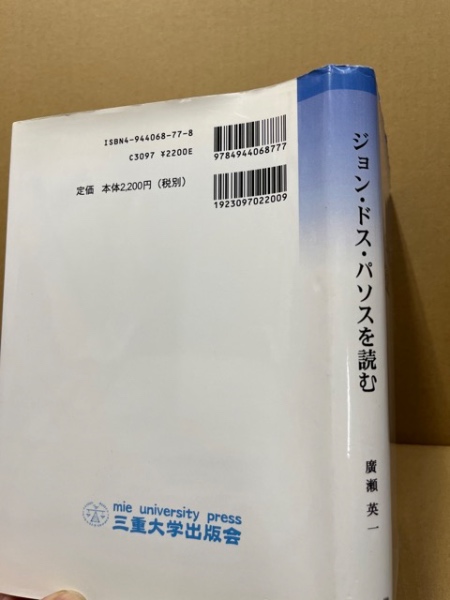 ISBN4-944068-77-8
C3097 ¥2200E
定価 本体2,200円(税別)
9784944068777
1923097022009
mie university press
三重大学出版会
ジョン・ドス・パソスを読む
廣瀬英一